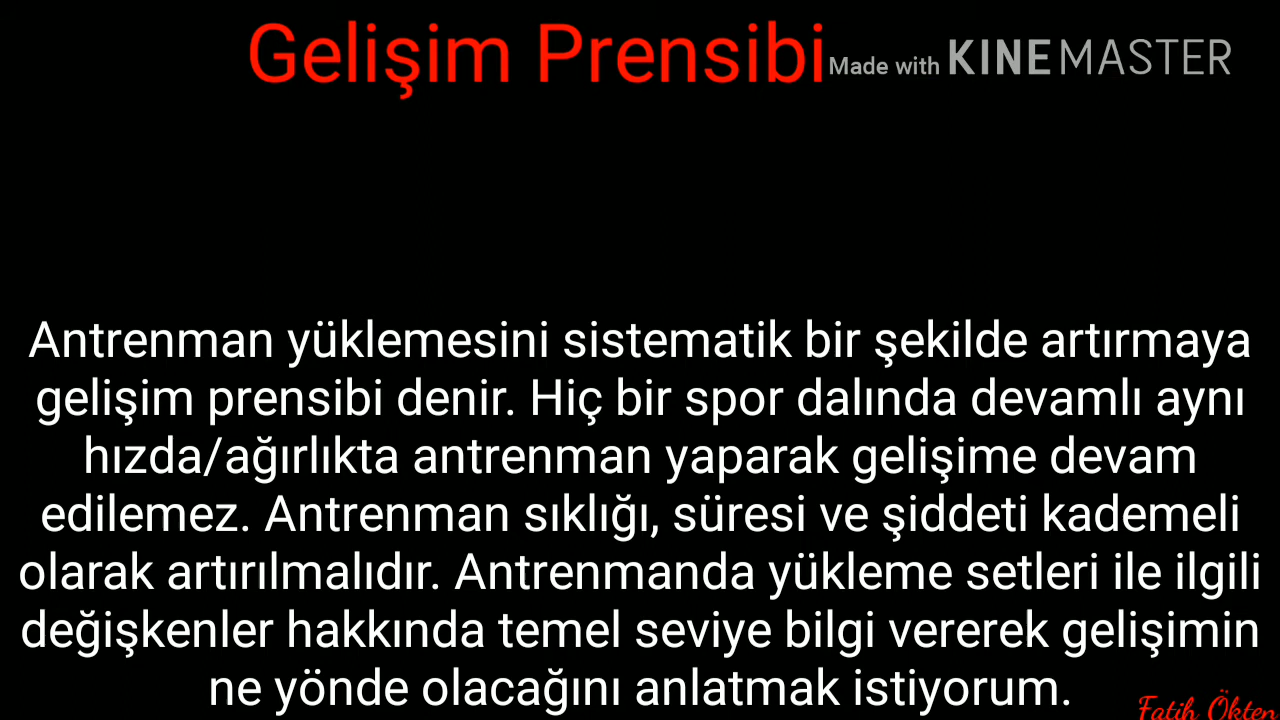 Gelişim Prensibi
Made with KINEMASTER
Antrenman yüklemesini sistematik bir şekilde artırmaya
gelişim prensibi denir. Hiç bir spor dalında devamlı aynı
hızda/ağırlıkta antrenman yaparak gelişime devam
edilemez. Antrenman sıklığı, süresi ve şiddeti kademeli
olarak artırılmalıdır. Antrenmanda yükleme setleri ile ilgili
değişkenler hakkında temel seviye bilgi vererek gelişimin
ne yönde olacağını anlatmak istiyorum.
Fatih Ökten